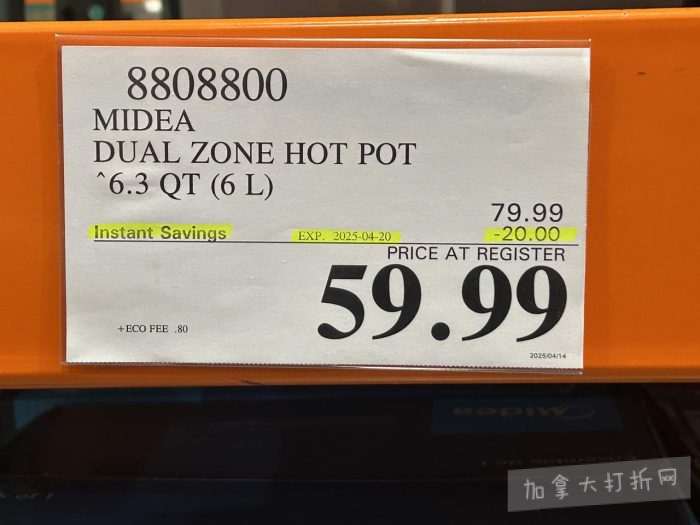 8808800
MIDEA
DUAL ZONE HOT POT
^6.3 QT (6 L)
79.99
Instant Savings EXP. 2025-04-20 -20.00
PRICE AT REGISTER
59.99
+ECO FEE .80
2025/04/14
Midea
加拿大打折网